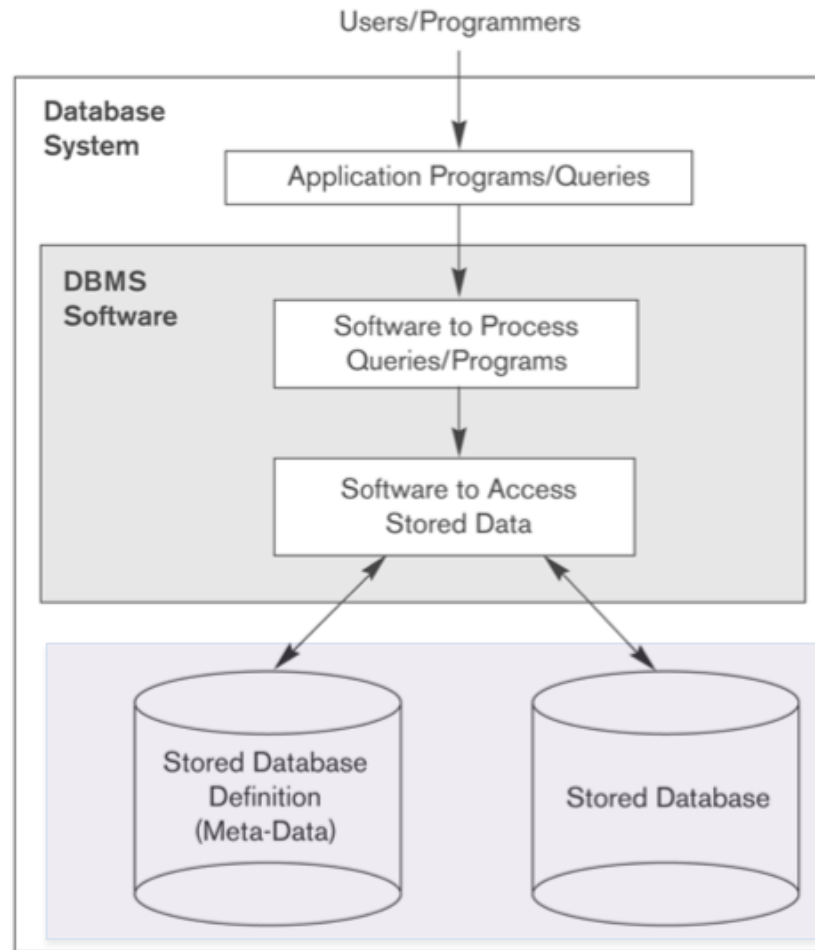 Users/Programmers
Database
System
Application Programs/Queries
DBMS
Software
Software to Process
Queries/Programs
Software to Access
Stored Data
Stored Database
Definition
(Meta-Data)
Stored Database